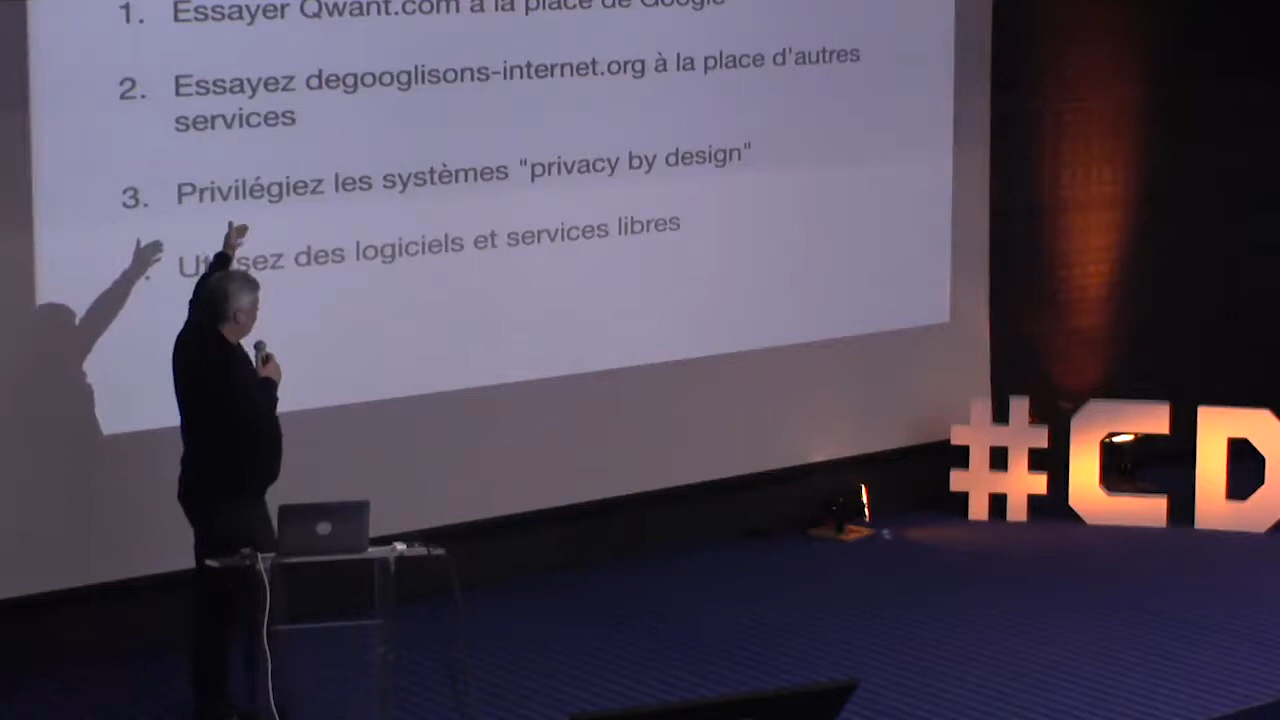 1. Essayer Qwant.com à la place de Google
2. Essayez degooglisons-internet.org à la place d'autres
services
3. Privilégiez les systèmes "privacy by design"
Utilisez des logiciels et services libres
#CD